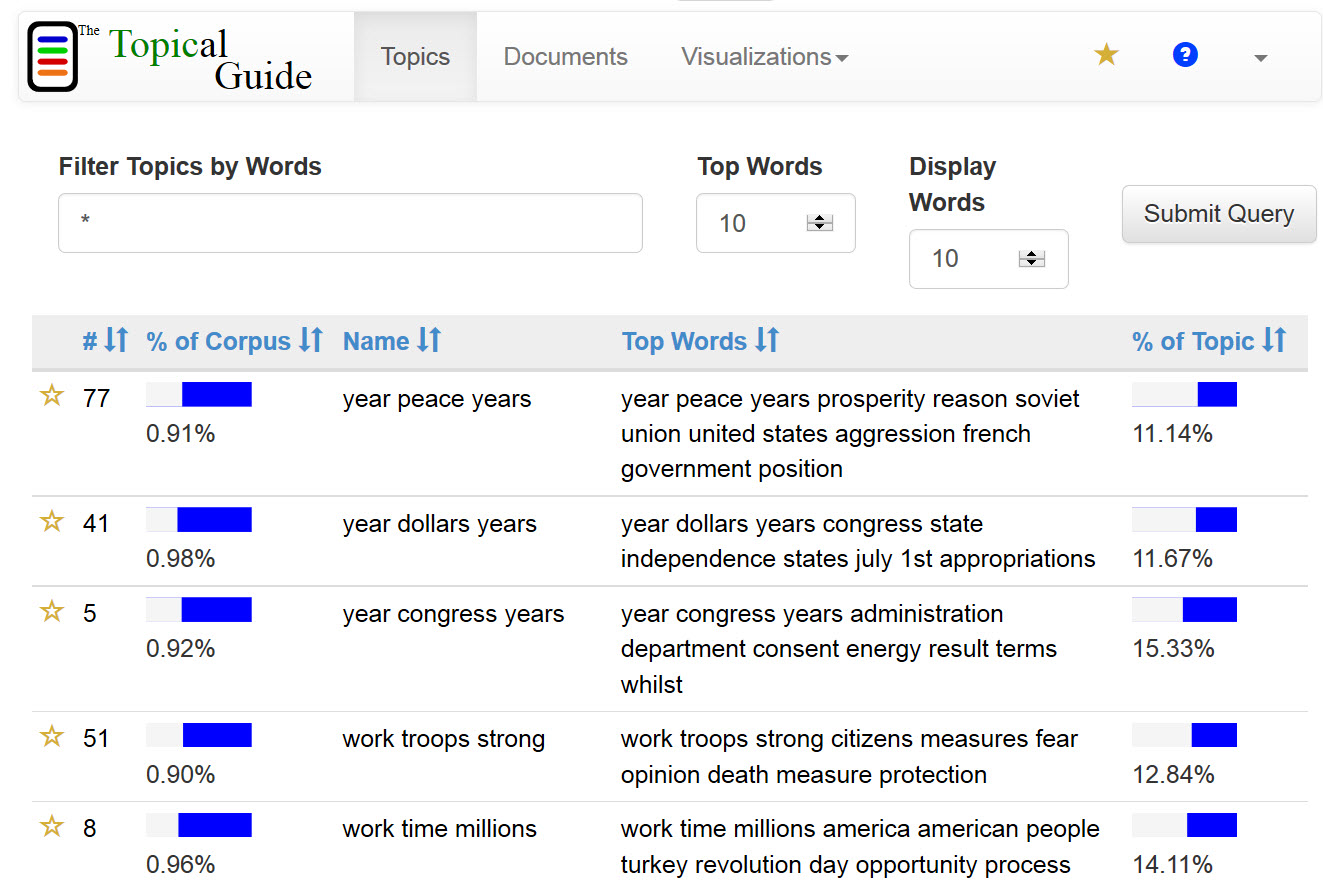 The Topical
Guide
Topics Documents Visualizations
?
Filter Topics by Words
*
Top Words
10
Display
Words
10
Submit Query
# % of Corpus Name Top Words % of Topic
77 year peace years year peace years prosperity reason soviet
0.91% union united states aggression french 11.14%
government position
41 year dollars years year dollars years congress state
0.98% independence states july 1st appropriations 11.67%
5 year congress years year congress years administration
0.92% department consent energy result terms 15.33%
whilst
51 work troops strong work troops strong citizens measures fear
0.90% opinion death measure protection 12.84%
8 work time millions work time millions america american people
0.96% turkey revolution day opportunity process 14.11%